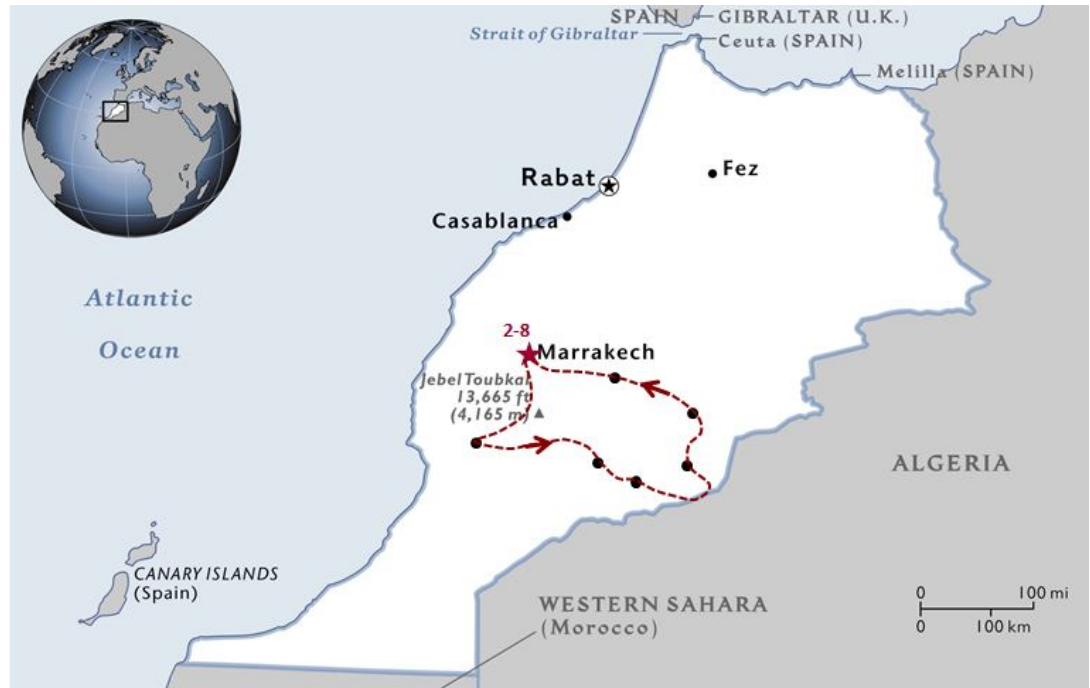 SPAIN
GIBRALTAR (U.K.)
Strait of Gibraltar
Ceuta (SPAIN)
Melilla (SPAIN)
Rabat
Fez
Casablanca
Atlantic
Ocean
2-8
Marrakech
Jebel Toubkal
13,665 ft
(4,165 m)
ALGERIA
CANARY ISLANDS
(Spain)
WESTERN SAHARA
(Morocco)
0 100 mi
0 100 km